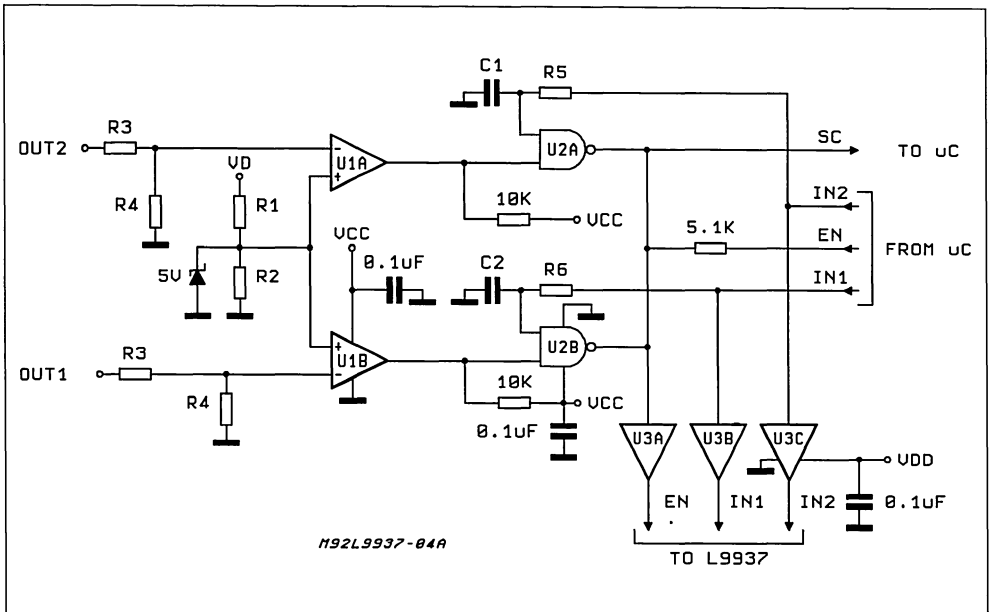 C1
R5
OUT2
R3
U1A
U2A
SC
TO uC
VD
R4
R1
10K
VCC
IN2
VCC
5.1K
EN
FROM uC
5V
R2
0.1uF
C2
R6
IN1
U2B
OUT1
R3
U1B
10K
VCC
R4
0.1uF
U3A
U3B
U3C
VDD
EN
IN1
IN2
0.1uF
M92L9937-04A
TO L9937